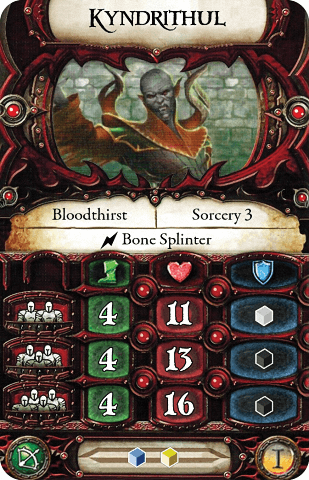 Kyndrithul
Bloodthirst Sorcery 3
Bone Splinter
4 11
4 13
4 16
I